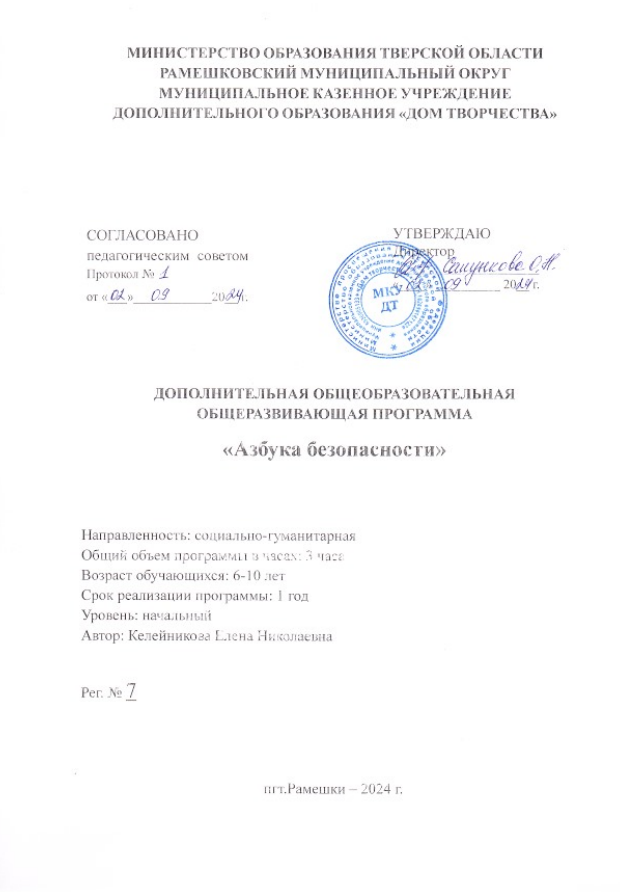 МИНИСТЕРСТВО ОБРАЗОВАНИЯ ТВЕРСКОЙ ОБЛАСТИ
РАМЕШКОВСКИЙ МУНИЦИПАЛЬНЫЙ ОКРУГ
МУНИЦИПАЛЬНОЕ КАЗЕННОЕ УЧРЕЖДЕНИЕ
ДОПОЛНИТЕЛЬНОГО ОБРАЗОВАНИЯ «ДОМ ТВОРЧЕСТВА»
СОГЛАСОВАНО
педагогическим советом
Протокол № 1
от «02» 09 2024г.
УТВЕРЖДАЮ
Директор
09 2024г.
МКУ
ДТ
ДОПОЛНИТЕЛЬНАЯ ОБЩЕОБРАЗОВАТЕЛЬНАЯ
ОБЩЕРАЗВИВАЮЩАЯ ПРОГРАММА
«Азбука безопасности»
Направленность: социально-гуманитарная
Общий объем программы в часах: 3 часа
Возраст обучающихся: 6-10 лет
Срок реализации программы: 1 год
Уровень: начальный
Автор: Келейникова Елена Николаевна
Рег. № 7
пгт.Рамешки – 2024 г.